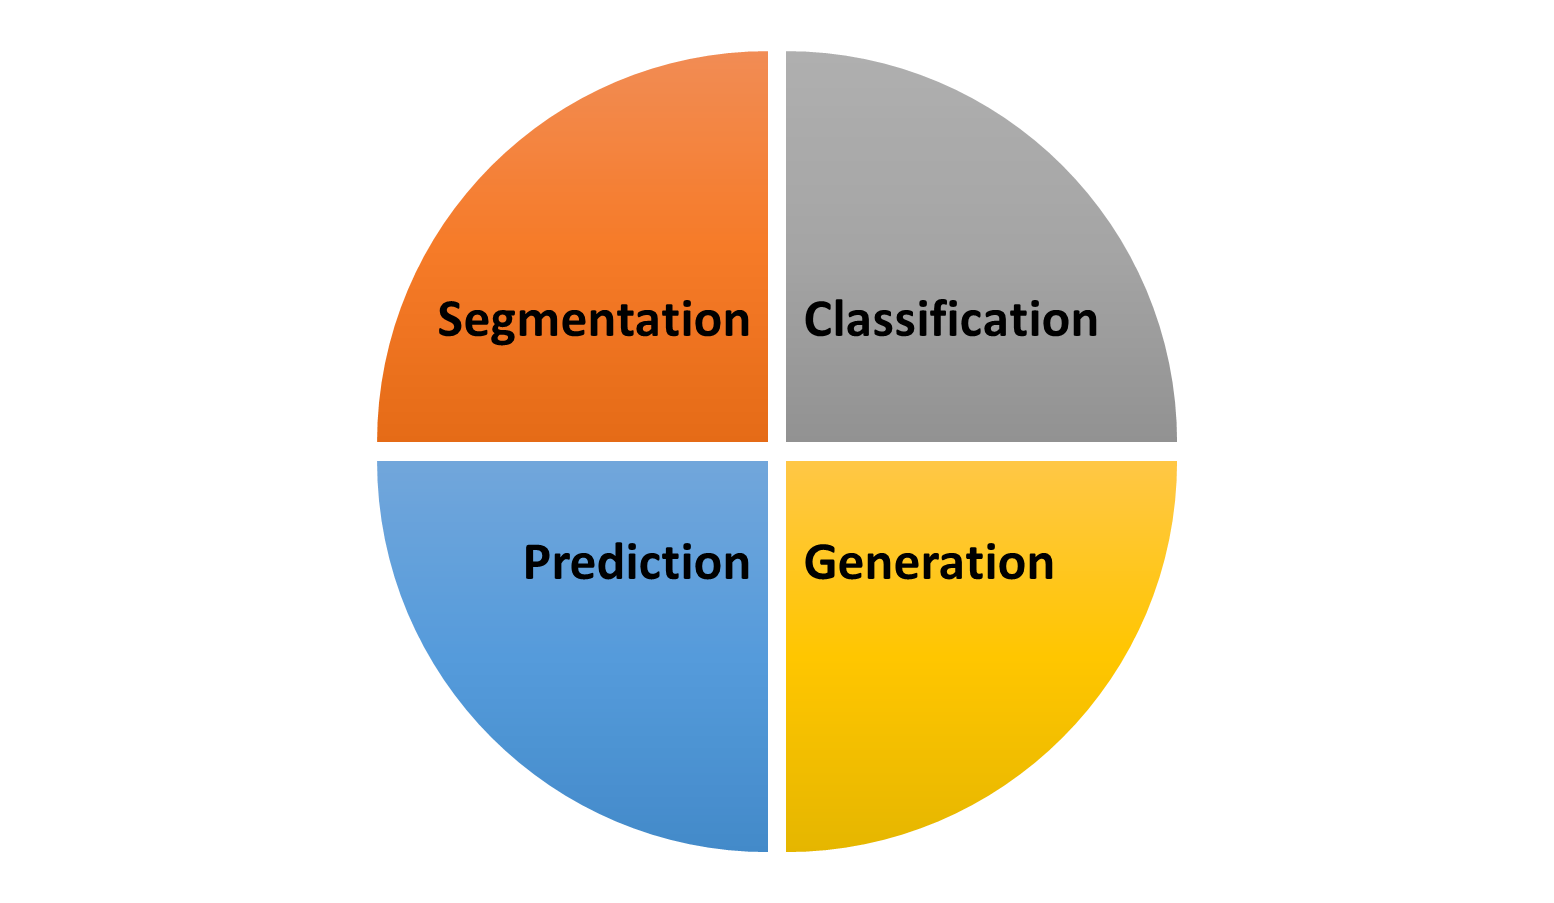 Segmentation
Classification
Prediction
Generation